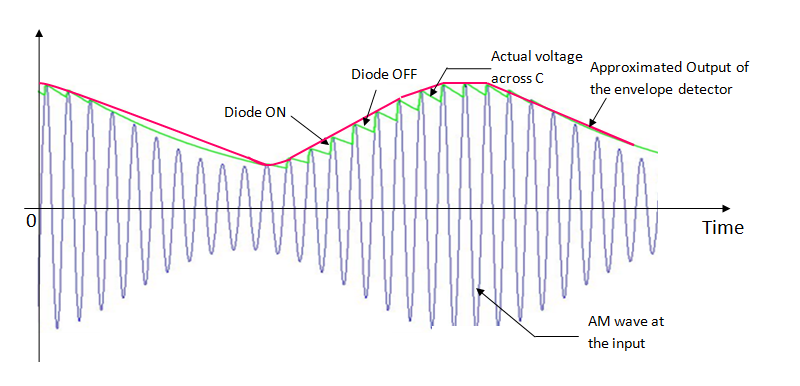 Actual voltage
across C
Approximated Output of
the envelope detector
Diode OFF
Diode ON
0
Time
AM wave at
the input